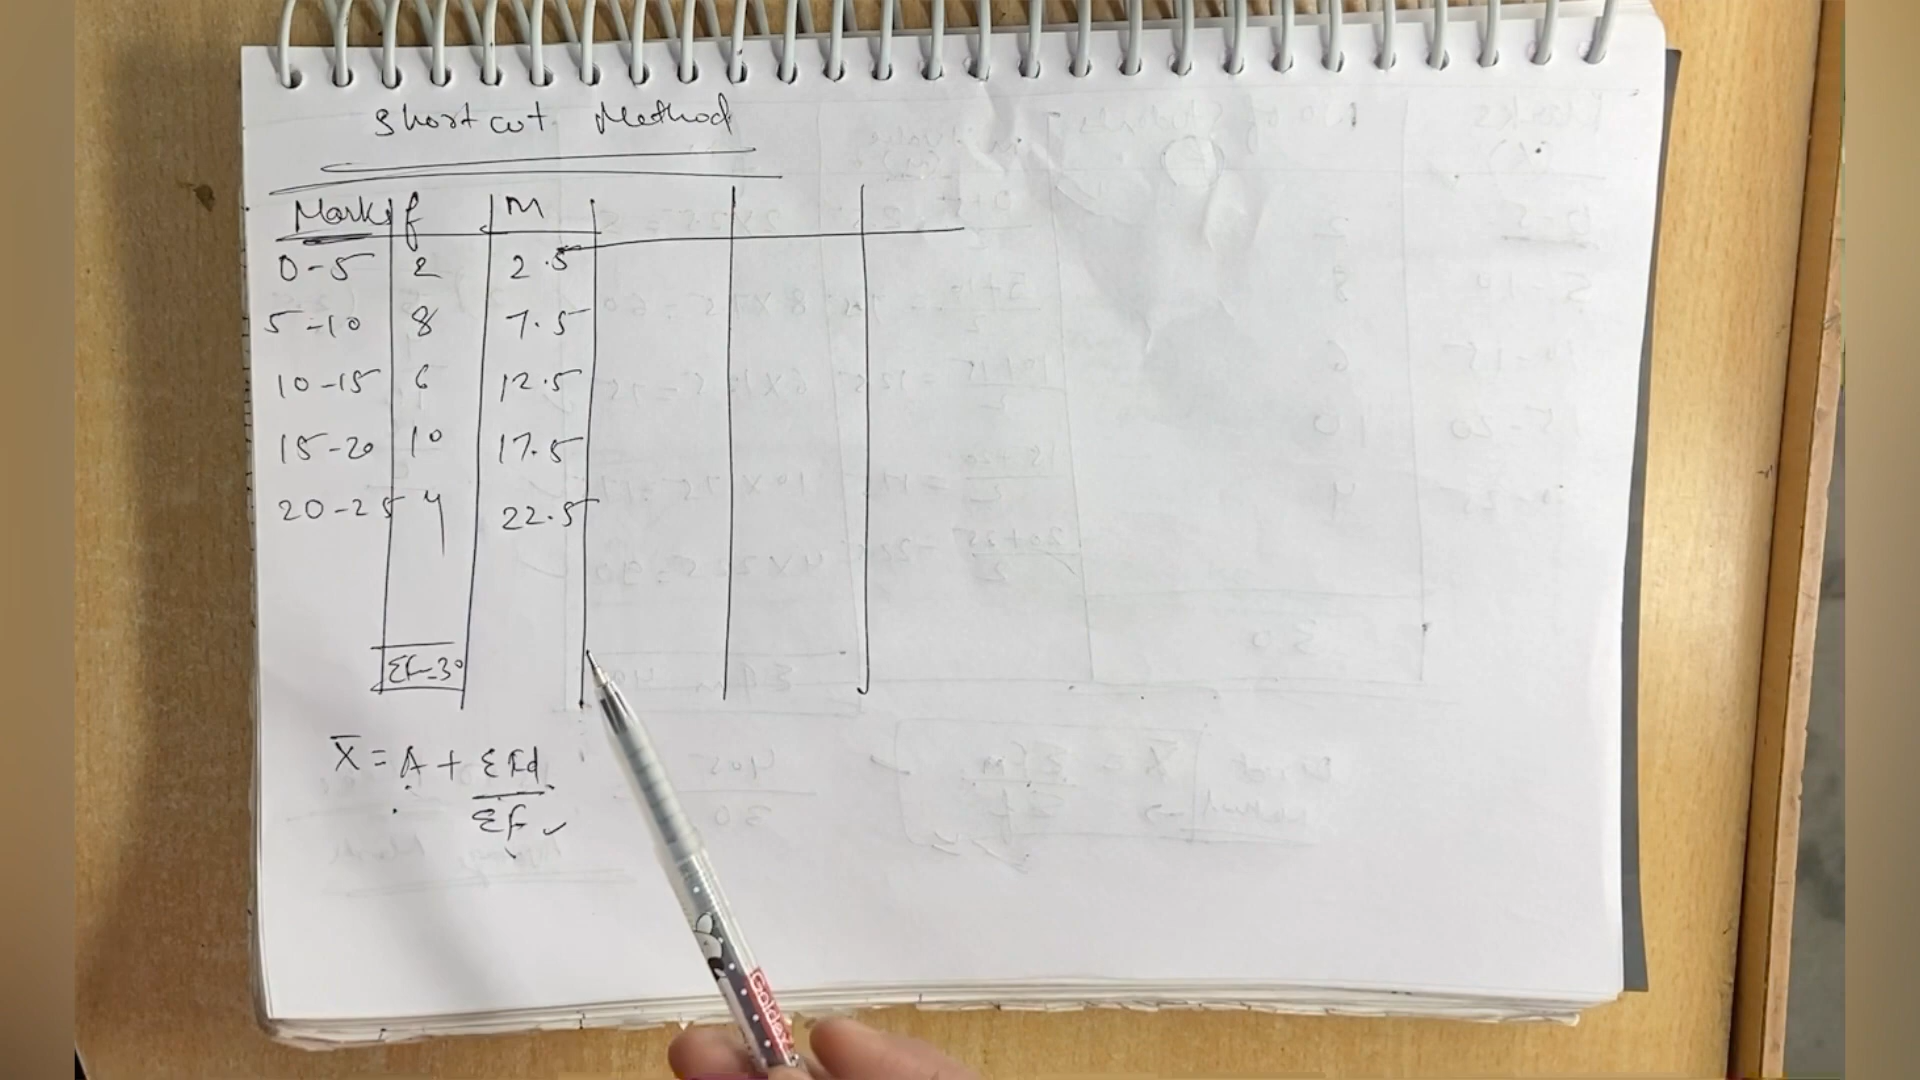 Short cut Method
Marks f M
0-5 2 2.5
5-10 8 7.5
10-15 6 12.5
15-20 10 17.5
20-25 4 22.5
Σf-30
X̄ = A + Σfd
Σf
Goldex